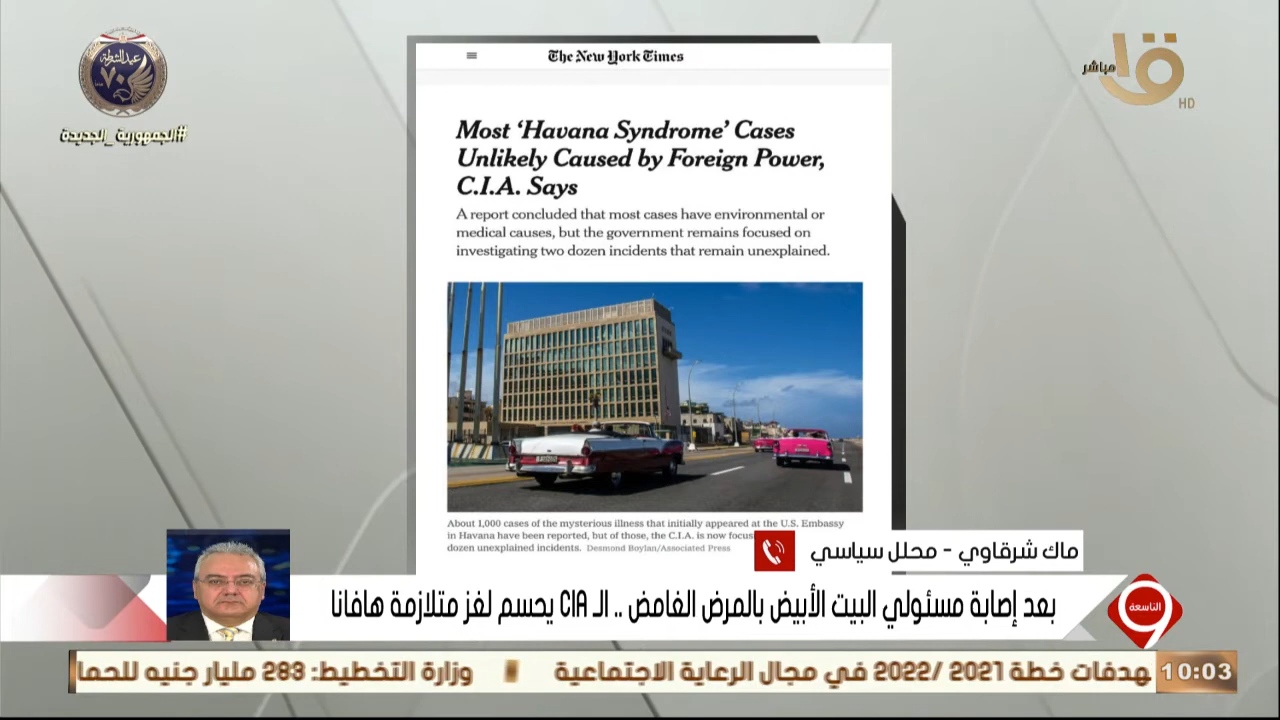 عيد الشرطة
٧٠
#الجمهورية_الجديدة
مباشر
HD
The New York Times
Most ‘Havana Syndrome’ Cases
Unlikely Caused by Foreign Power,
C.I.A. Says
A report concluded that most cases have environmental or
medical causes, but the government remains focused on
investigating two dozen incidents that remain unexplained.
About 1,000 cases of the mysterious illness that initially appeared at the U.S. Embassy
in Havana have been reported, but of those, the C.I.A. is now
dozen unexplained incidents. Desmond Boylan/Associated Press
ماك شرقاوي - محلل سياسي
التاسعة
9
بعد إصابة مسئولي البيت الأبيض بالمرض الغامض .. الـ CIA يحسم لغز متلازمة هافانا
10:03
هدفات خطة 2021 /2022 في مجال الرعاية الاجتماعية
وزارة التخطيط: 283 مليار جنيه للحما